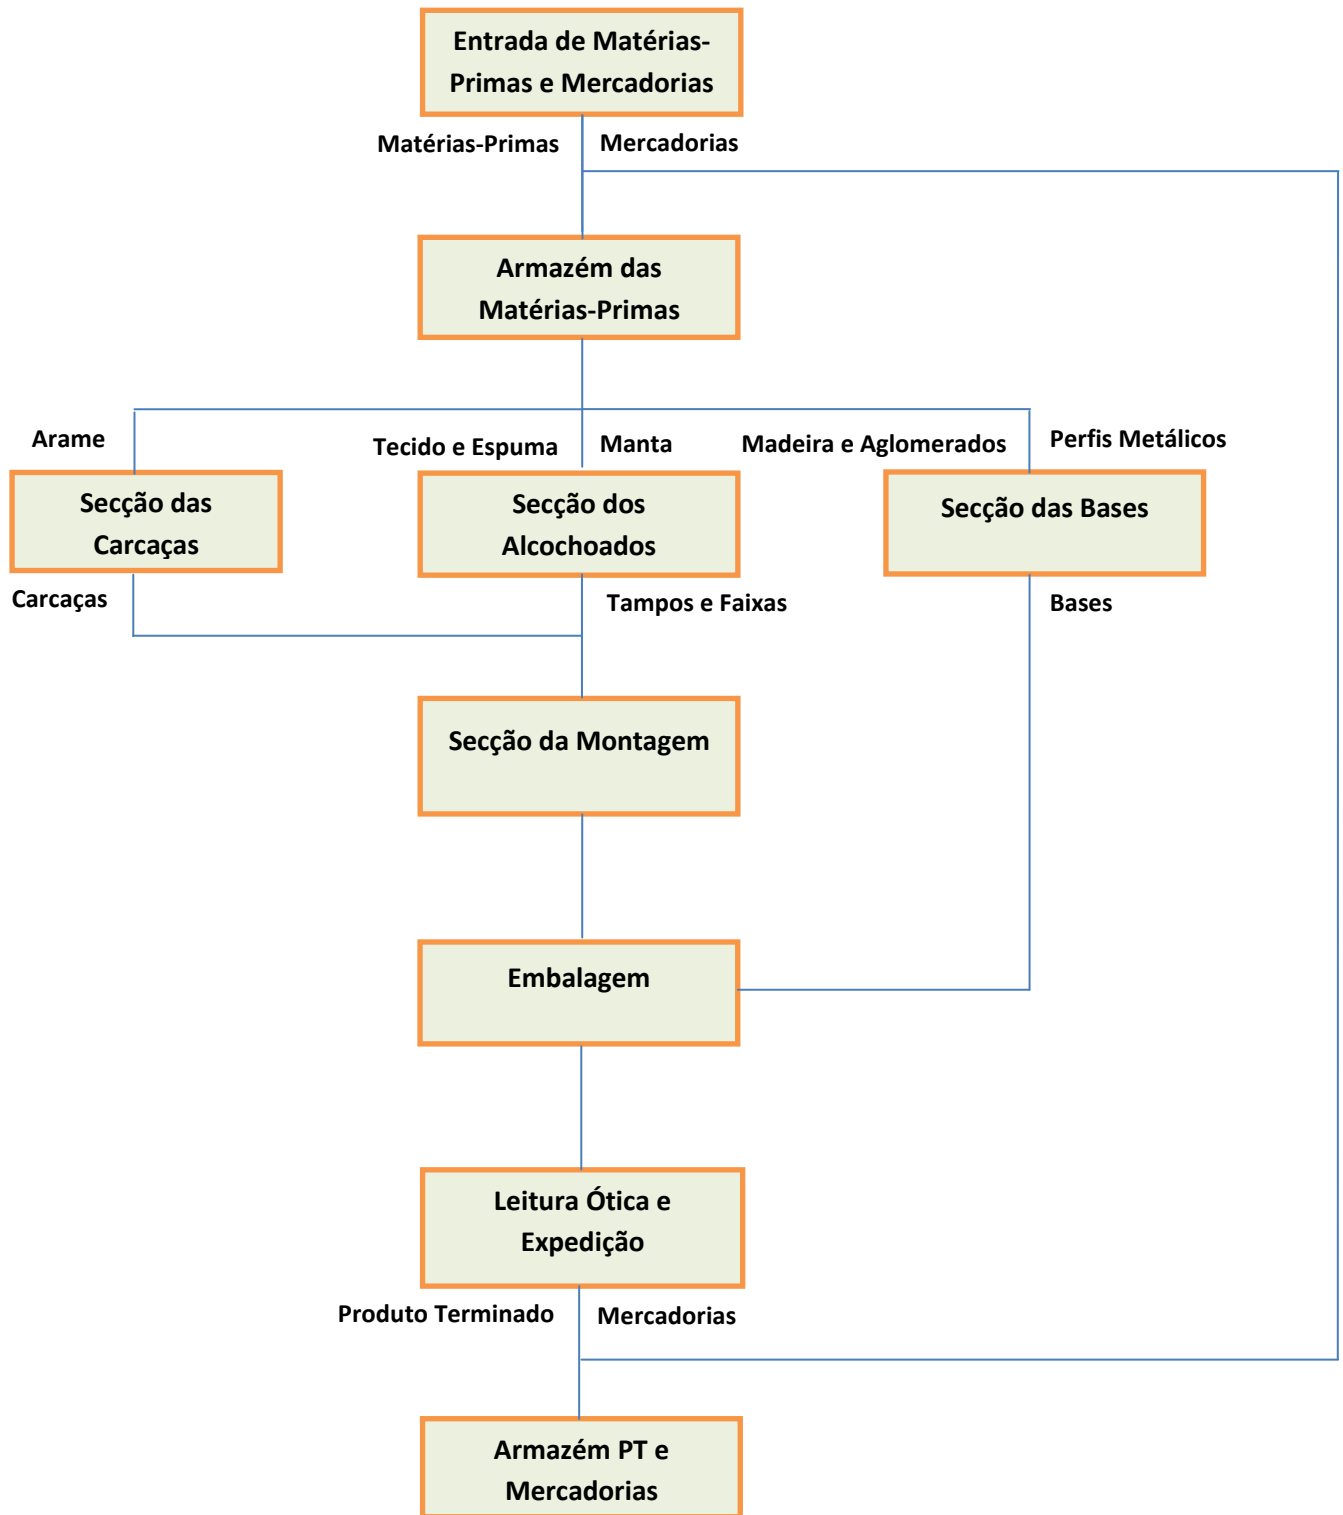 Entrada de Matérias-
Primas e Mercadorias
Matérias-Primas
Mercadorias
Armazém das
Matérias-Primas
Arame
Tecido e Espuma
Manta
Madeira e Aglomerados
Perfis Metálicos
Secção das
Carcaças
Secção dos
Alcochoados
Secção das Bases
Carcaças
Tampos e Faixas
Bases
Secção da Montagem
Embalagem
Leitura Ótica e
Expedição
Produto Terminado
Mercadorias
Armazém PT e
Mercadorias